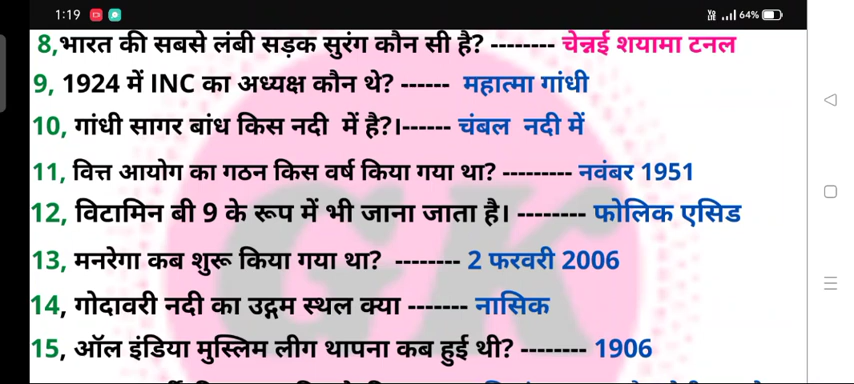 1:19 64%
8,भारत की सबसे लंबी सड़क सुरंग कौन सी है? -------- चेन्नई शयामा टनल
9, 1924 में INC का अध्यक्ष कौन थे? ------ महात्मा गांधी
10, गांधी सागर बांध किस नदी में है?।------ चंबल नदी में
11, वित्त आयोग का गठन किस वर्ष किया गया था? --------- नवंबर 1951
12, विटामिन बी 9 के रूप में भी जाना जाता है। -------- फोलिक एसिड
13, मनरेगा कब शुरू किया गया था? -------- 2 फरवरी 2006
14, गोदावरी नदी का उद्गम स्थल क्या ------- नासिक
15, ऑल इंडिया मुस्लिम लीग थापना कब हुई थी? -------- 1906